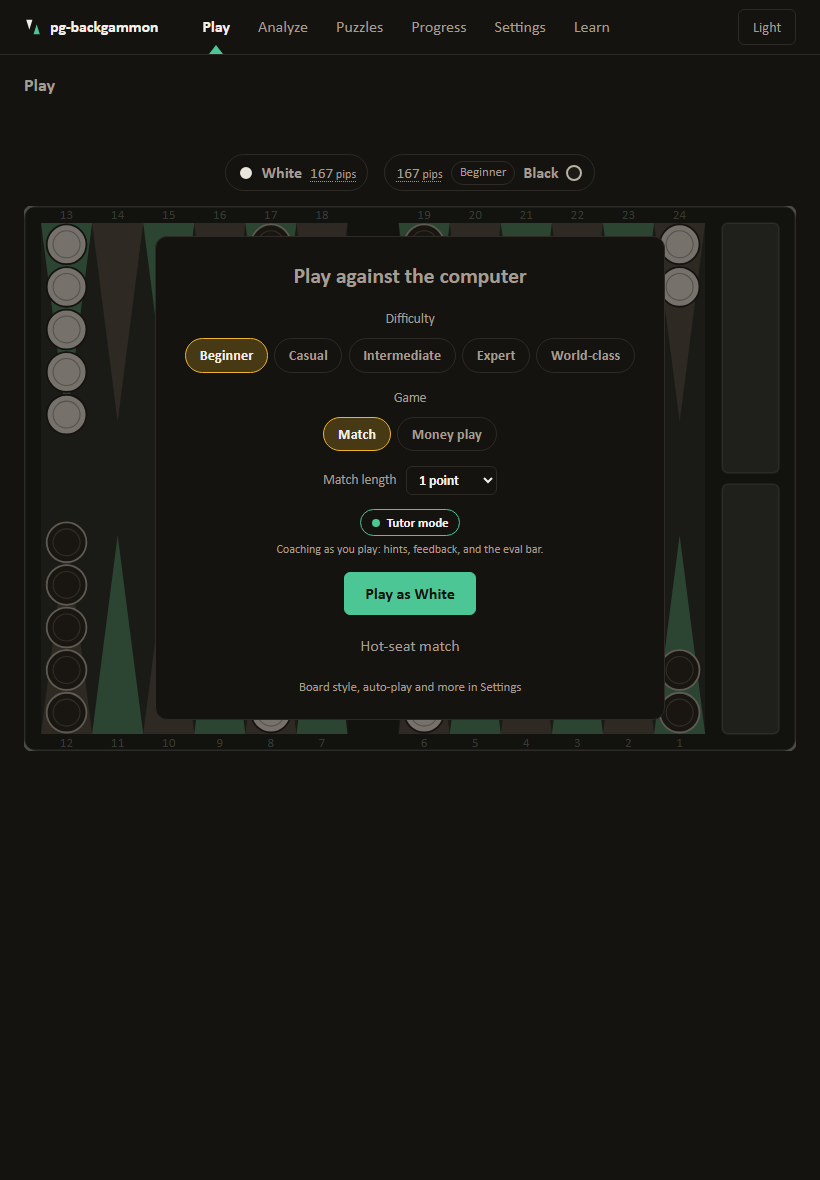 pg-backgammon Play Analyze Puzzles Progress Settings Learn Light
Play
White 167 pips 167 pips Beginner Black
13 14 15 16 17 18 19 20 21 22 23 24
Play against the computer
Difficulty
Beginner Casual Intermediate Expert World-class
Game
Match Money play
Match length 1 point
Tutor mode
Coaching as you play: hints, feedback, and the eval bar.
Play as White
Hot-seat match
Board style, auto-play and more in Settings
12 11 10 9 8 7 6 5 4 3 2 1